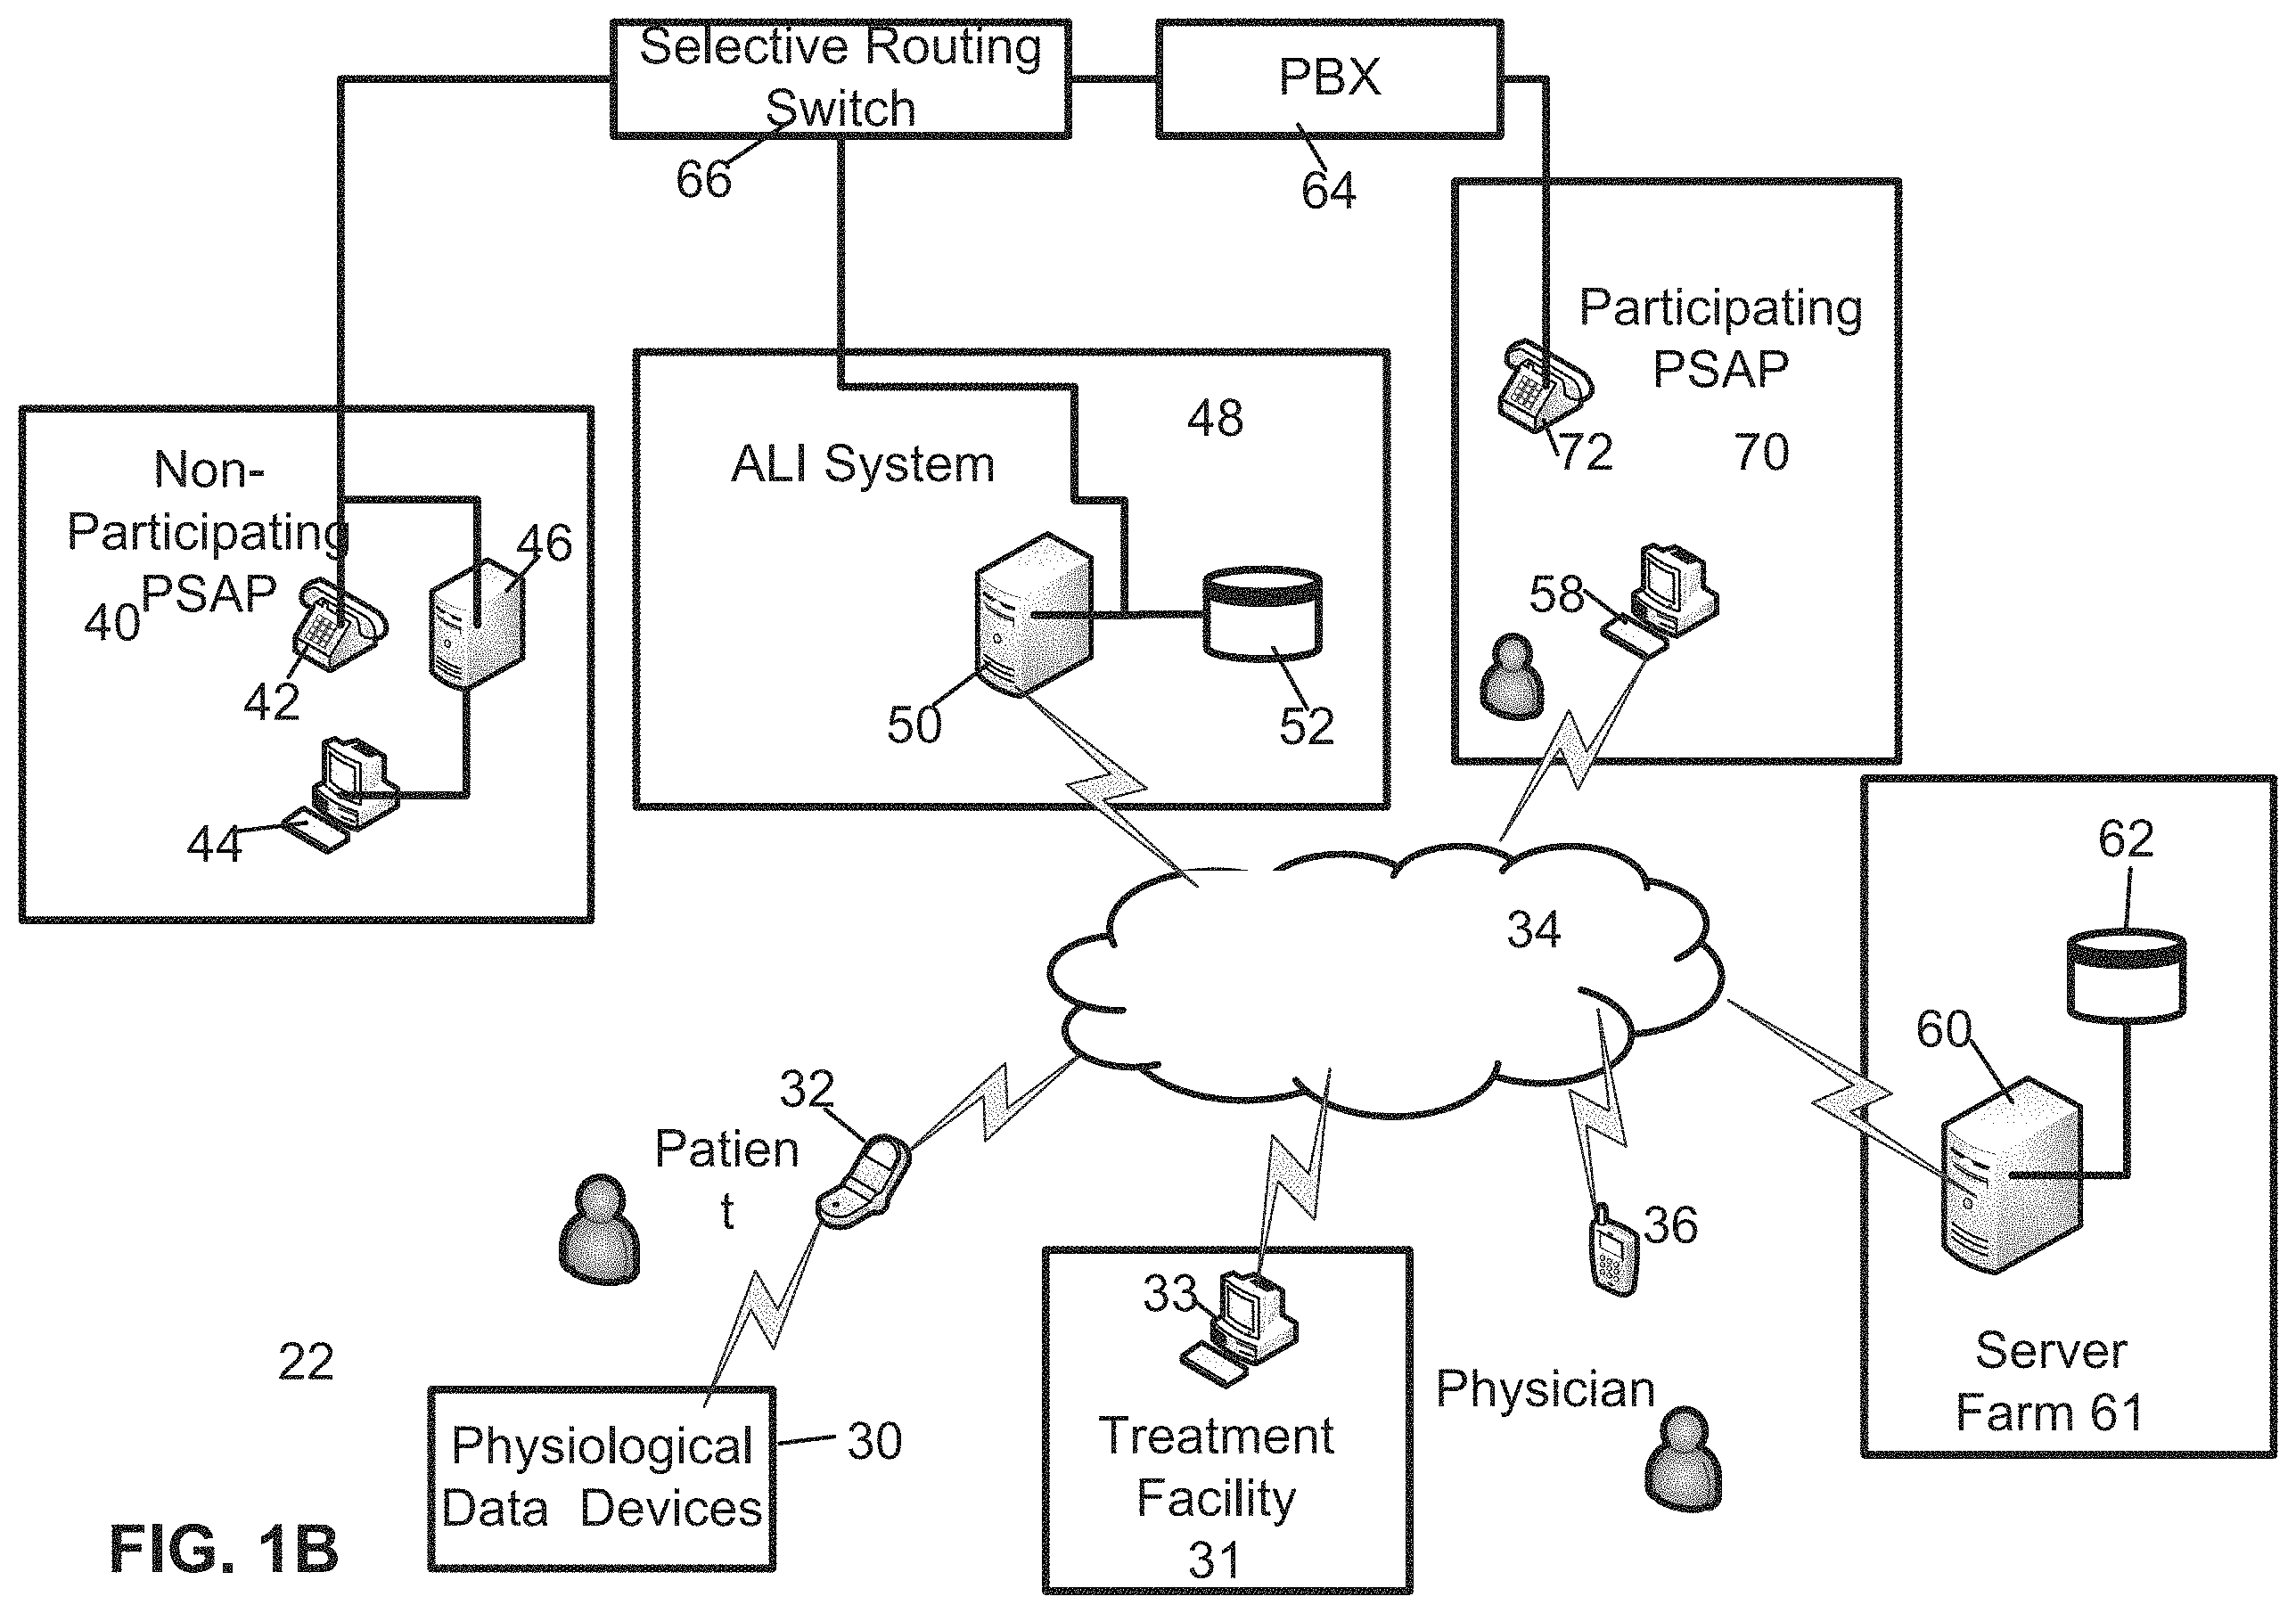 Selective Routing
Switch
66
PBX
64
Participating
PSAP
72
70
58
Non-
Participating
PSAP
40
46
42
44
ALI System
48
50
52
34
62
60
Server
Farm 61
32
Patien
t
36
33
22
Physician
Physiological
Data Devices
30
Treatment
Facility
31
FIG. 1B